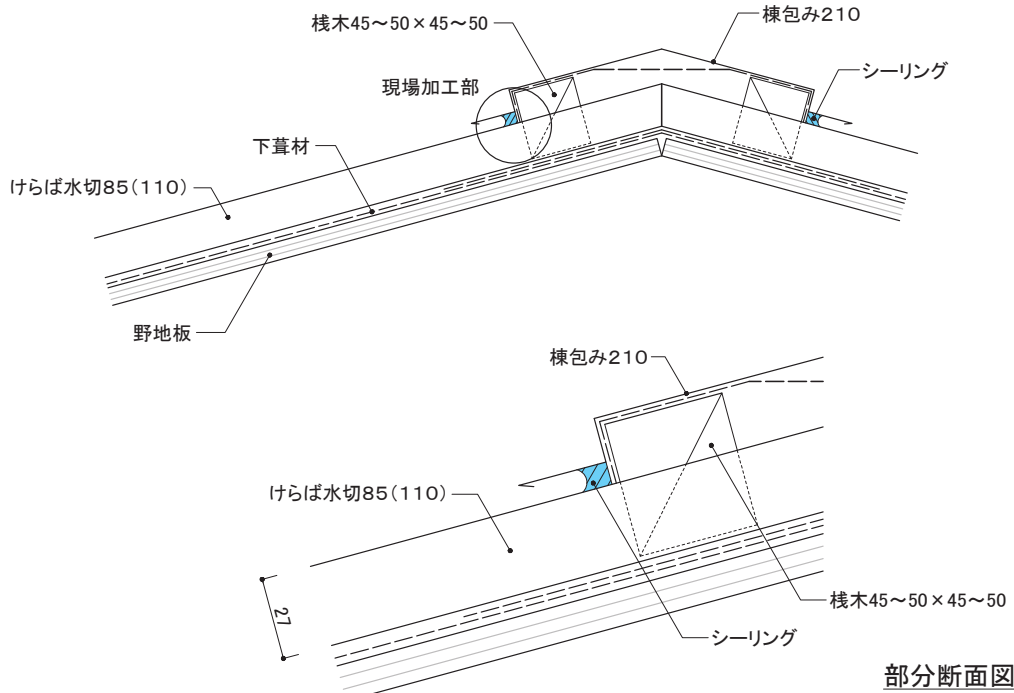 桟木45~50×45~50
棟包み210
シーリング
現場加工部
下葺材
けらば水切85(110)
野地板
棟包み210
けらば水切85(110)
27
桟木45~50×45~50
シーリング
部分断面図